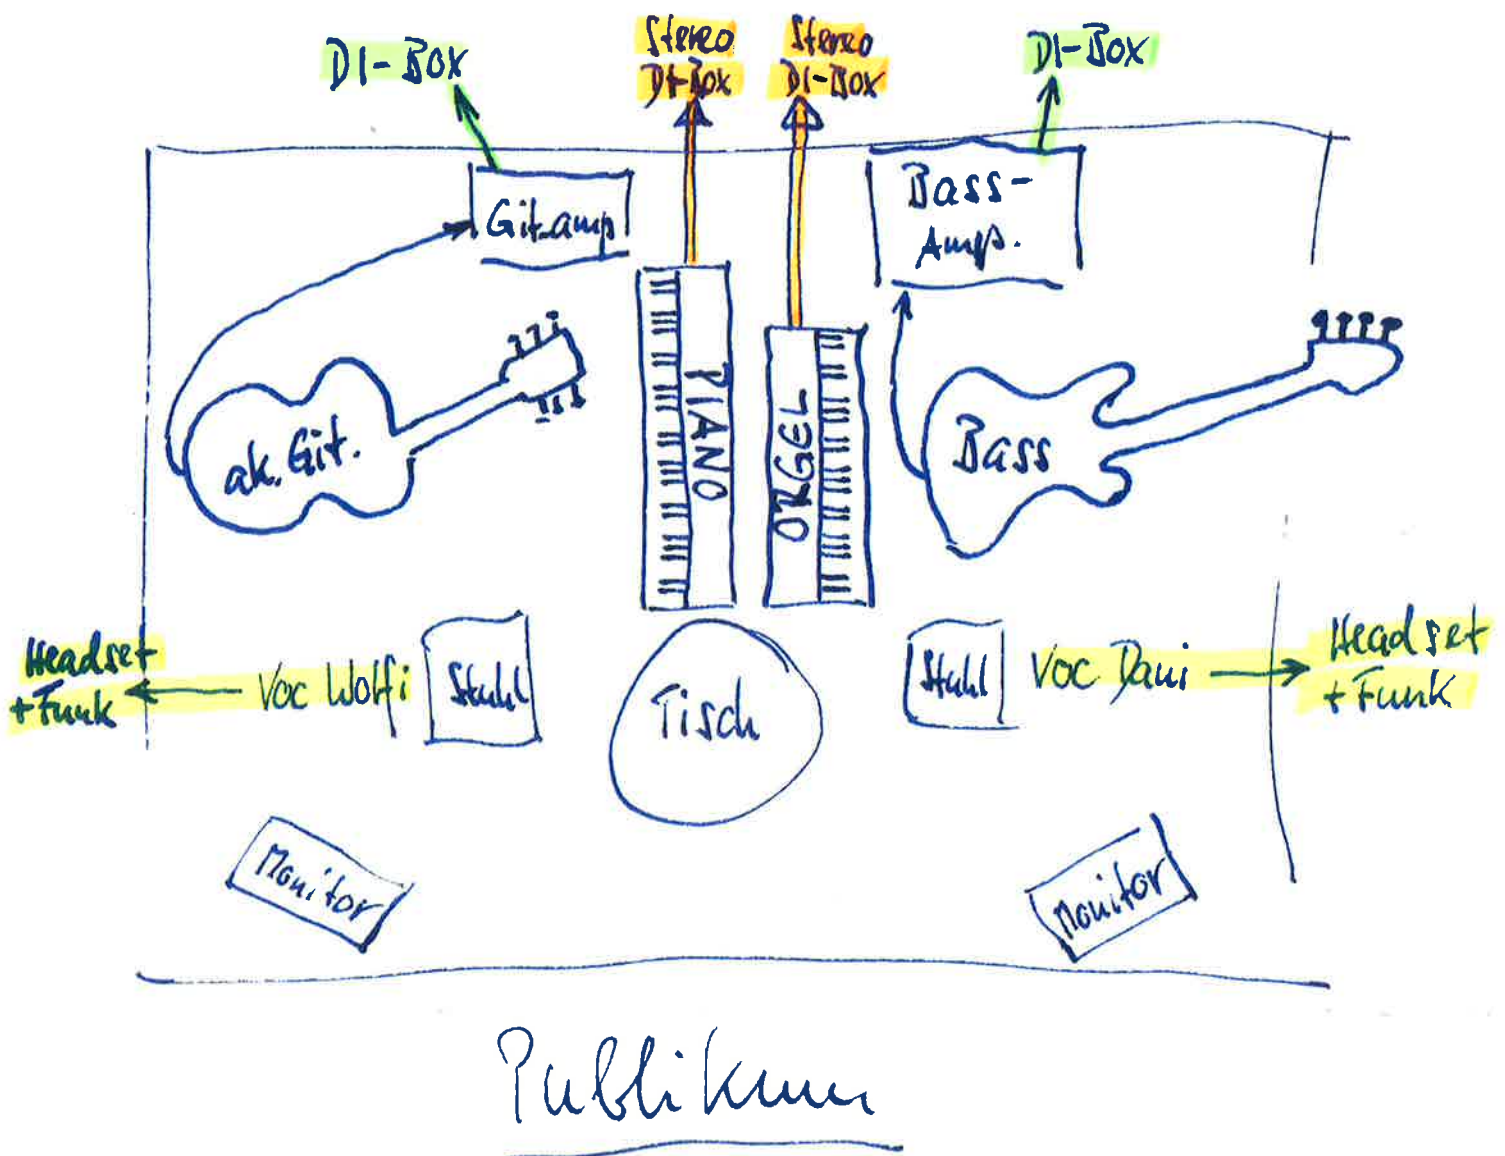 DI-Box
Stereo
DI-Box
Stereo
DI-Box
DI-Box
Git.amp
Bass-
Amp.
ak. Git.
PIANO
ORGEL
Bass
Headset
+Funk
Voc Wolfi
Stuhl
Tisch
Stuhl
Voc Dani
Headset
+ Funk
Monitor
Monitor
Publikum